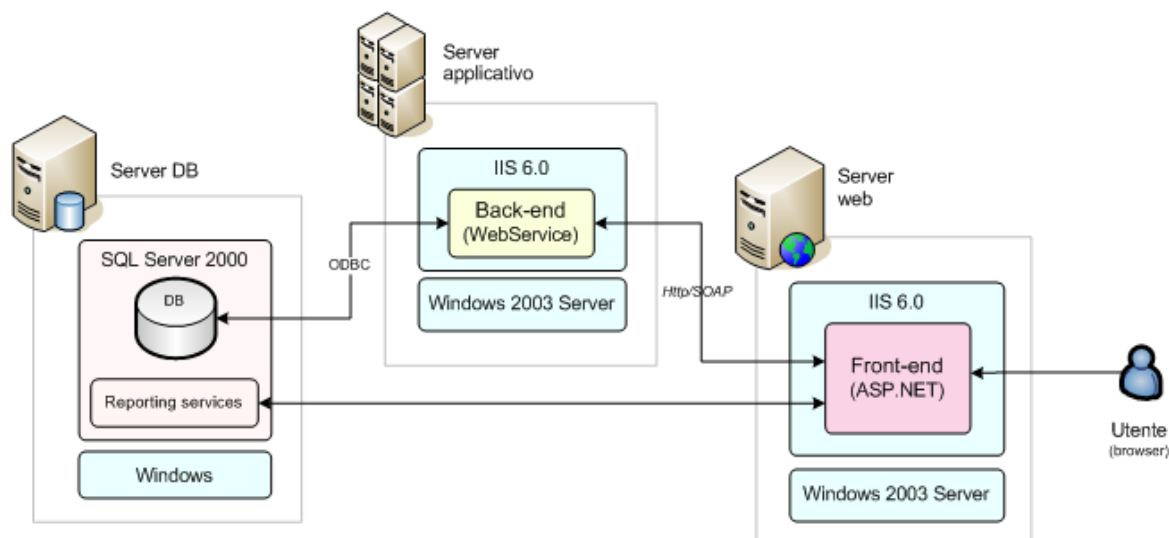 Server
applicativo
Server DB
IIS 6.0
Back-end
(WebService)
Server
web
SQL Server 2000
ODBC
DB
Windows 2003 Server
Http/SOAP
IIS 6.0
Front-end
(ASP.NET)
Reporting services
Utente
(browser)
Windows
Windows 2003 Server